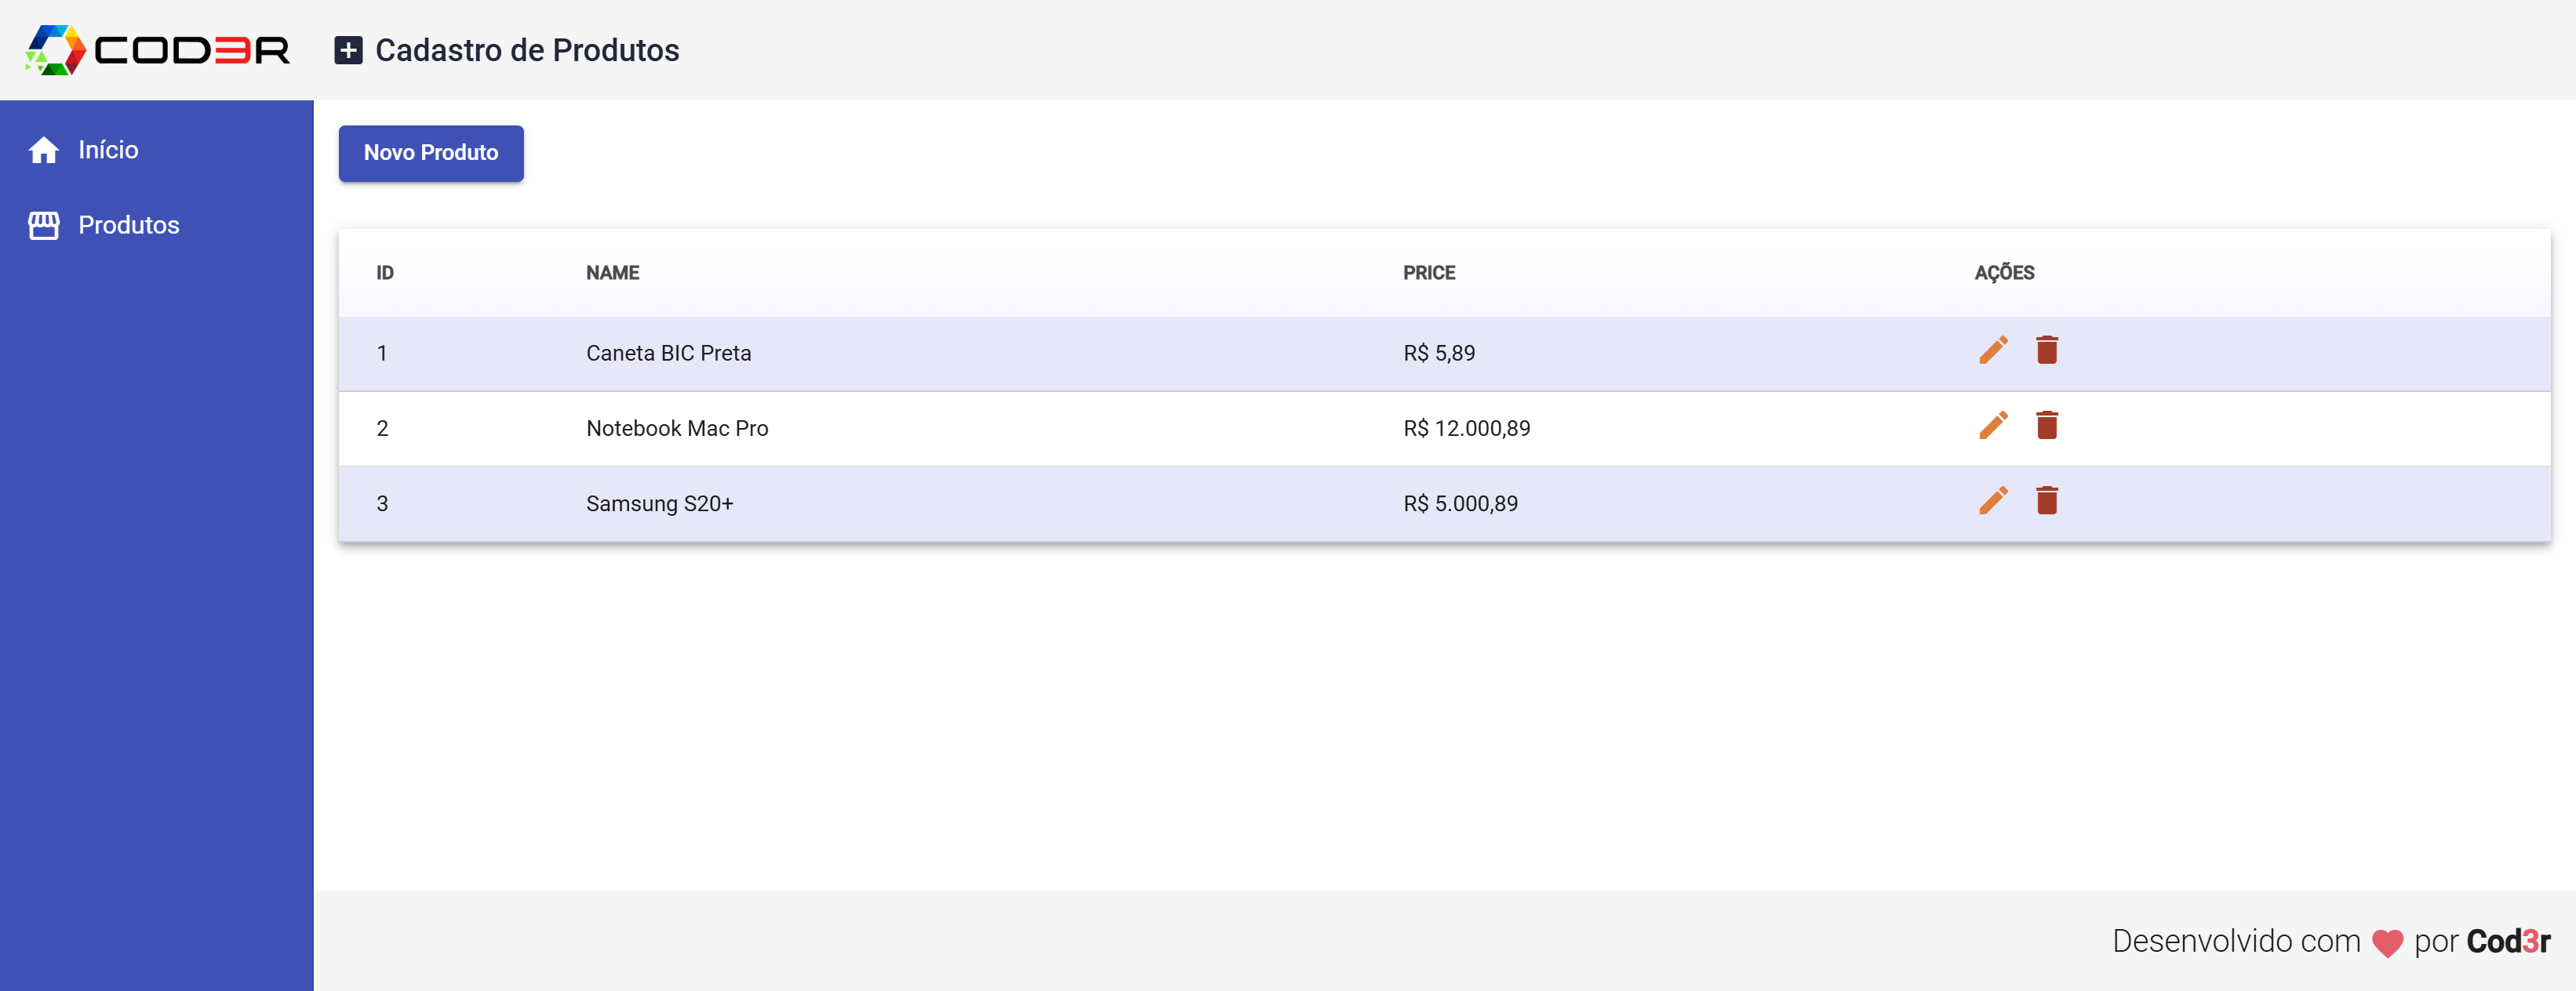 COD3R
Cadastro de Produtos
Início
Produtos
Novo Produto
ID NAME PRICE AÇÕES
1 Caneta BIC Preta R$ 5,89
2 Notebook Mac Pro R$ 12.000,89
3 Samsung S20+ R$ 5.000,89
Desenvolvido com por Cod3r